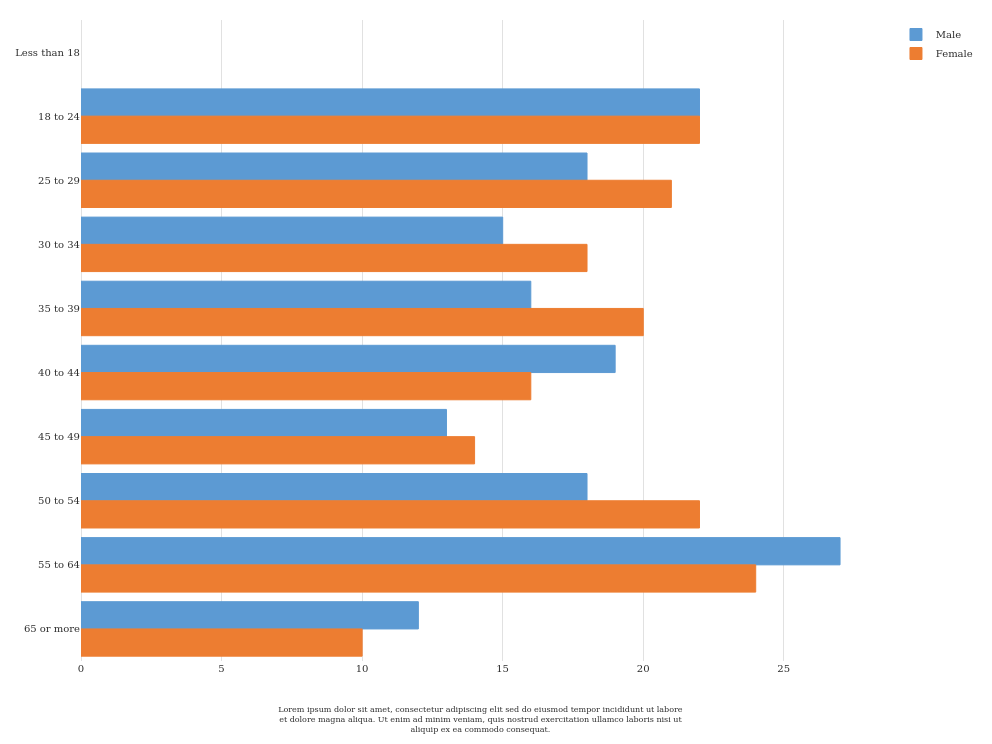 Male
Female
Less than 18
18 to 24
25 to 29
30 to 34
35 to 39
40 to 44
45 to 49
50 to 54
55 to 64
65 or more
0 5 10 15 20 25
Lorem ipsum dolor sit amet, consectetur adipiscing elit sed do eiusmod tempor incididunt ut labore
et dolore magna aliqua. Ut enim ad minim veniam, quis nostrud exercitation ullamco laboris nisi ut
aliquip ex ea commodo consequat.